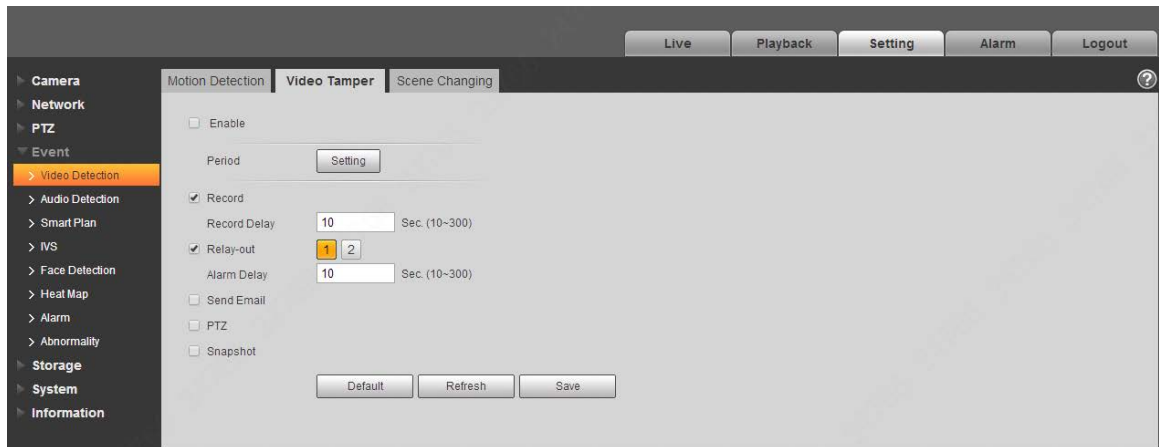 Live Playback Setting Alarm Logout
Motion Detection Video Tamper Scene Changing ?
Camera
Network
PTZ
Event
> Video Detection
> Audio Detection
> Smart Plan
> IVS
> Face Detection
> Heat Map
> Alarm
> Abnormality
Storage
System
Information
Enable
Period Setting
Record
Record Delay 10 Sec. (10~300)
Relay-out 1 2
Alarm Delay 10 Sec. (10~300)
Send Email
PTZ
Snapshot
Default Refresh Save